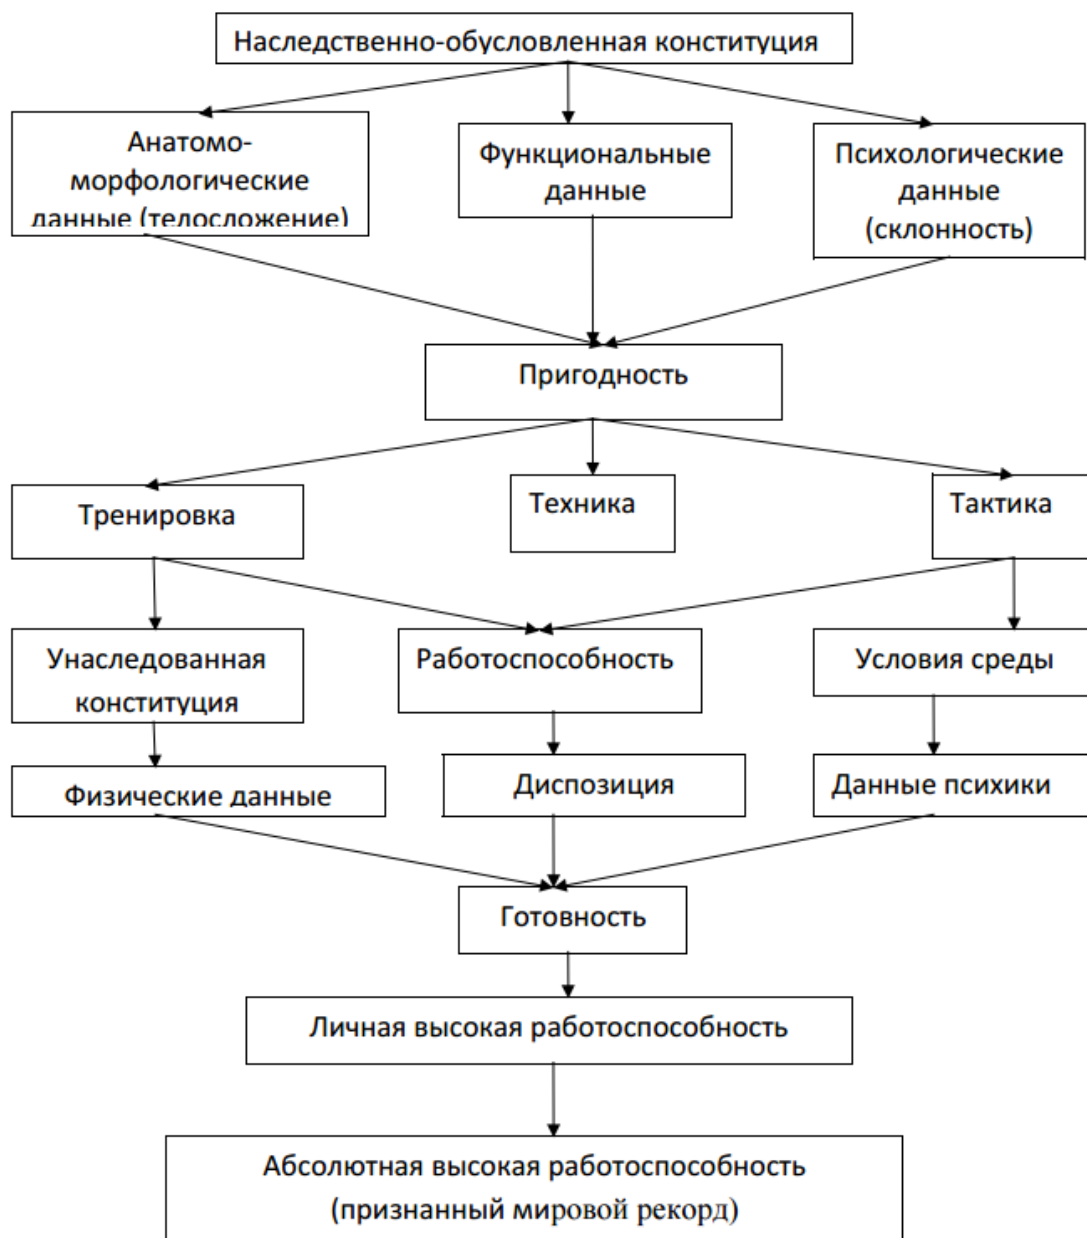 Наследственно-обусловленная конституция
Анатомо-
морфологические
данные (телосложение)
Функциональные
данные
Психологические
данные
(склонность)
Пригодность
Тренировка
Техника
Тактика
Унаследованная
конституция
Работоспособность
Условия среды
Физические данные
Диспозиция
Данные психики
Готовность
Личная высокая работоспособность
Абсолютная высокая работоспособность
(признанный мировой рекорд)